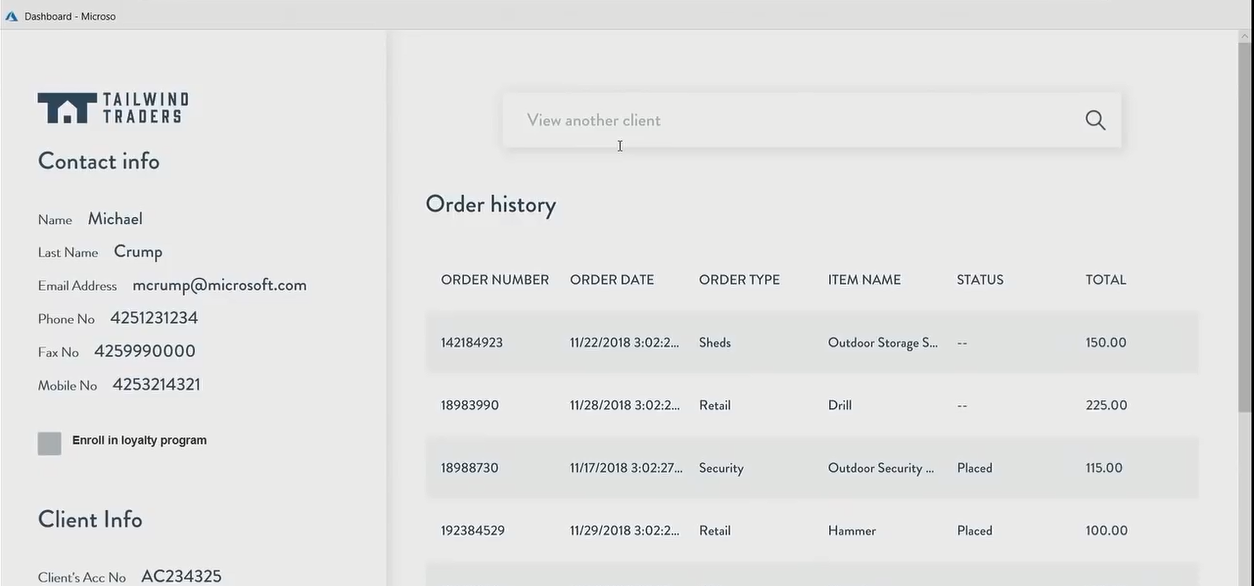 Dashboard - Microso
TAILWIND
TRADERS
Contact info
Name Michael
Last Name Crump
Email Address mcrump@microsoft.com
Phone No 4251231234
Fax No 4259990000
Mobile No 4253214321
Enroll in loyalty program
Client Info
Client's Acc No AC234325
View another client
Order history
ORDER NUMBER ORDER DATE ORDER TYPE ITEM NAME STATUS TOTAL
142184923 11/22/2018 3:02:2... Sheds Outdoor Storage S... -- 150.00
18983990 11/28/2018 3:02:2... Retail Drill -- 225.00
18988730 11/17/2018 3:02:27... Security Outdoor Security ... Placed 115.00
192384529 11/29/2018 3:02:2... Retail Hammer Placed 100.00